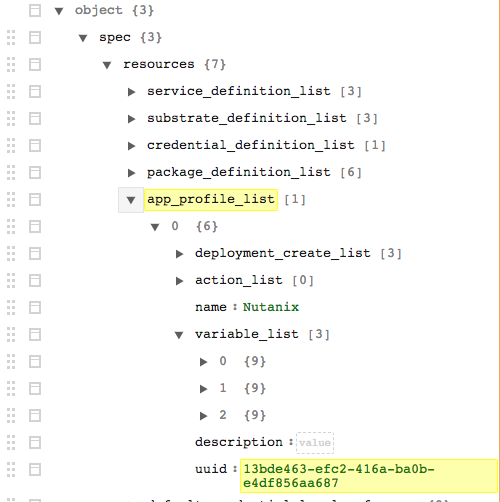 object {3}
spec {3}
resources {7}
service_definition_list [3]
substrate_definition_list [3]
credential_definition_list [1]
package_definition_list [6]
app_profile_list [1]
0 {6}
deployment_create_list [3]
action_list [0]
name : Nutanix
variable_list [3]
0 {9}
1 {9}
2 {9}
description : value
uuid : 13bde463-efc2-416a-ba0b-
e4df856aa687